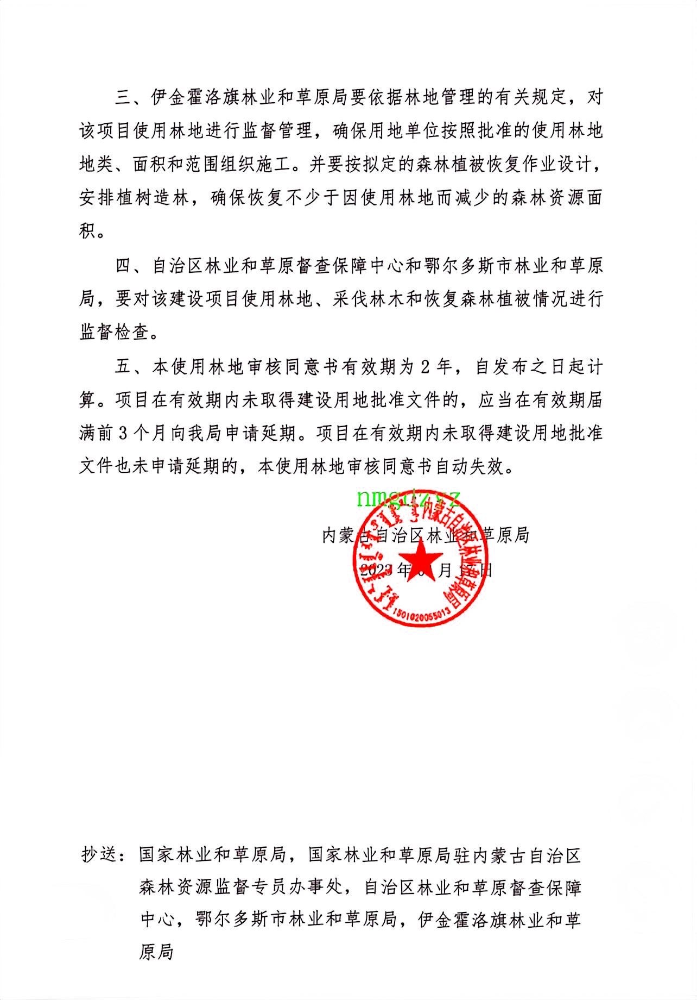 三、伊金霍洛旗林业和草原局要依据林地管理的有关规定，对
该项目使用林地进行监督管理，确保用地单位按照批准的使用林地
地类、面积和范围组织施工。并要按拟定的森林植被恢复作业设计，
安排植树造林，确保恢复不少于因使用林地而减少的森林资源面
积。
四、自治区林业和草原督查保障中心和鄂尔多斯市林业和草原
局，要对该建设项目使用林地、采伐林木和恢复森林植被情况进行
监督检查。
五、本使用林地审核同意书有效期为2年，自发布之日起计
算。项目在有效期内未取得建设用地批准文件的，应当在有效期届
满前3个月向我局申请延期。项目在有效期内未取得建设用地批准
文件也未申请延期的，本使用林地审核同意书自动失效。
nmgdzyz
内蒙古自治区林业和草原局
2023年 月17日
内蒙古自治区林业和草原局
1501020055013
抄送：国家林业和草原局，国家林业和草原局驻内蒙古自治区
森林资源监督专员办事处，自治区林业和草原督查保障
中心，鄂尔多斯市林业和草原局，伊金霍洛旗林业和草
原局